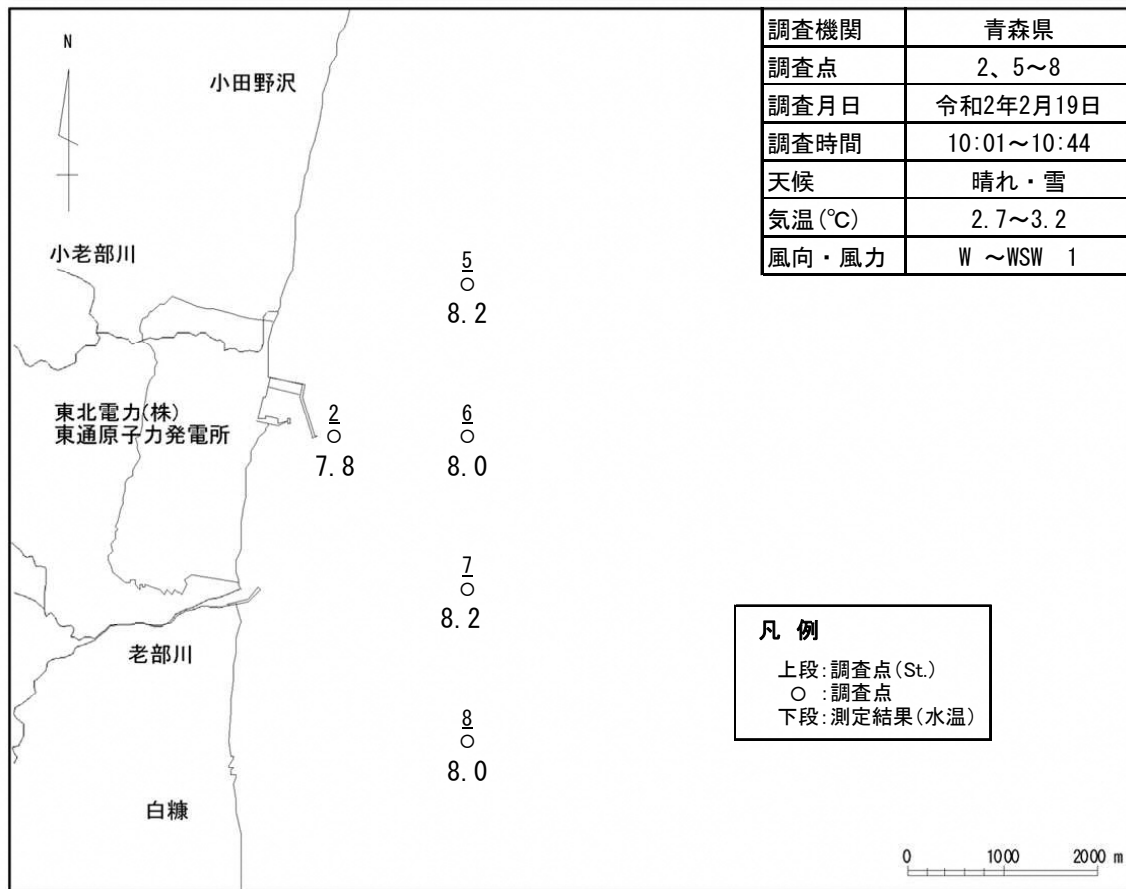 N
小田野沢
調査機関 青森県
調査点 2、5～8
調査月日 令和2年2月19日
調査時間 10:01～10:44
天候 晴れ・雪
気温(℃) 2.7～3.2
風向・風力 W ～WSW 1
小老部川
5
○
8.2
東北電力(株)
東通原子力発電所
2
○
7.8
6
○
8.0
7
○
8.2
老部川
8
○
8.0
白糠
凡 例
上段:調査点(St.)
○ :調査点
下段:測定結果(水温)
0 1000 2000 m